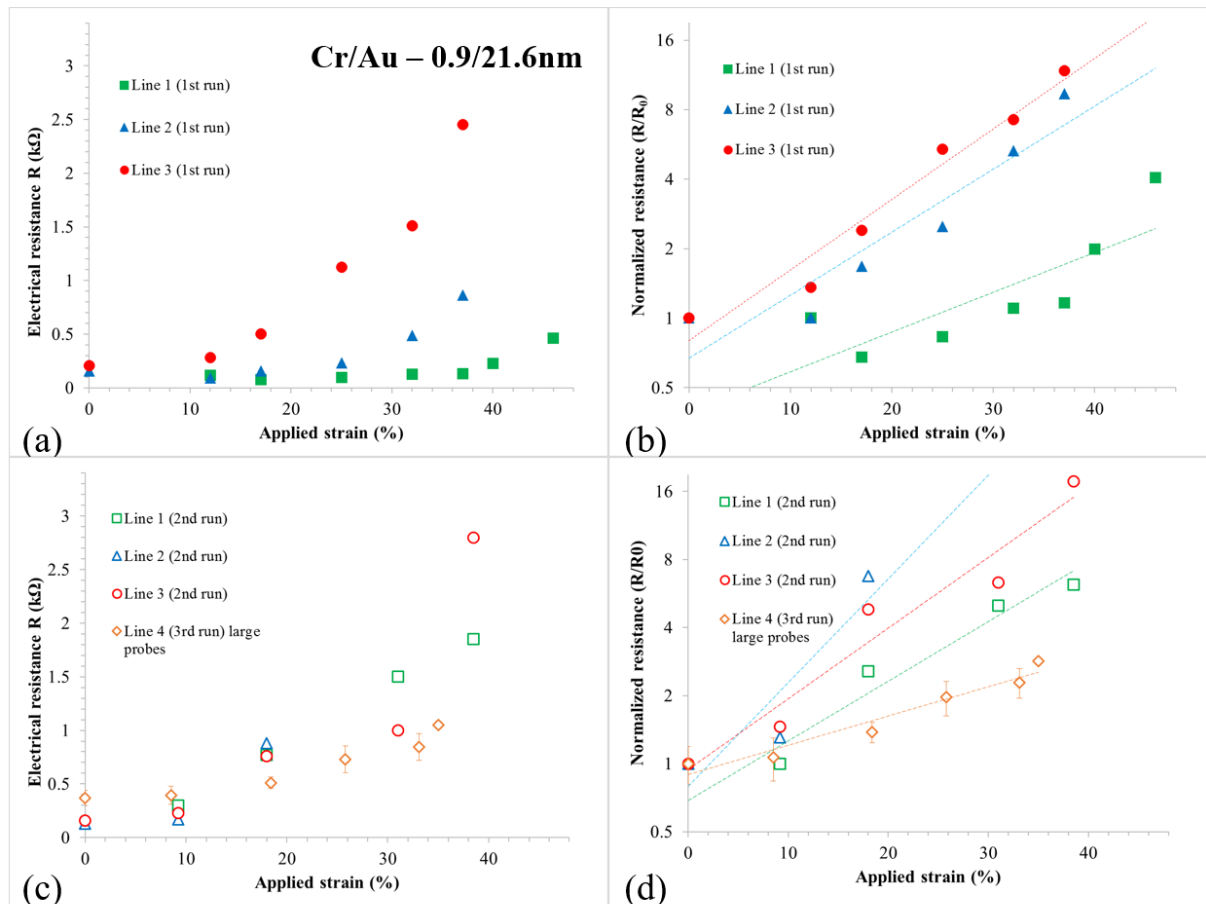 Cr/Au – 0.9/21.6nm
3
2.5
2
1.5
1
0.5
0
Electrical resistance R (kΩ)
Line 1 (1st run)
Line 2 (1st run)
Line 3 (1st run)
0 10 20 30 40
Applied strain (%)
(a)
16
8
4
2
1
0.5
Normalized resistance (R/R₀)
Line 1 (1st run)
Line 2 (1st run)
Line 3 (1st run)
0 10 20 30 40
Applied strain (%)
(b)
3
2.5
2
1.5
1
0.5
0
Electrical resistance R (kΩ)
Line 1 (2nd run)
Line 2 (2nd run)
Line 3 (2nd run)
Line 4 (3rd run) large
probes
0 10 20 30 40
Applied strain (%)
(c)
16
8
4
2
1
0.5
Normalized resistance (R/R0)
Line 1 (2nd run)
Line 2 (2nd run)
Line 3 (2nd run)
Line 4 (3rd run)
large probes
0 10 20 30 40
Applied strain (%)
(d)